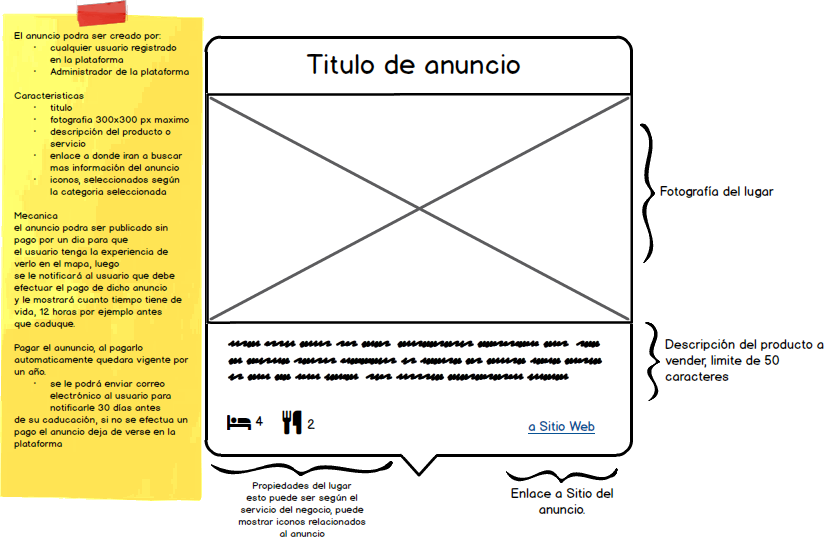 El anuncio podra ser creado por:
cualquier usuario registrado
en la plataforma
Administrador de la plataforma
Caracteristicas
titulo
fotografia 300x300 px maximo
descripción del producto o
servicio
enlace a donde iran a buscar
mas información del anuncio
iconos, seleccionados según
la categoria seleccionada
Mecanica
el anuncio podra ser publicado sin
pago por un dia para que
el usuario tenga la experiencia de
verlo en el mapa, luego
se le notificará al usuario que debe
efectuar el pago de dicho anuncio
y le mostrará cuanto tiempo tiene de
vida, 12 horas por ejemplo antes
que caduque.
Pagar el aununcio, al pagarlo
automaticamente quedara vigente por
un año.
se le podrá enviar correo
electrónico al usuario para
notificarle 30 días antes
de su caducación, si no se efectua un
pago el anuncio deja de verse en la
plataforma
Titulo de anuncio
Fotografía del lugar
Descripción del producto a
vender, limite de 50
caracteres
4
2
a Sitio Web
Propiedades del lugar
esto puede ser según el
servicio del negocio, puede
mostrar iconos relacionados
al anuncio
Enlace a Sitio del
anuncio.